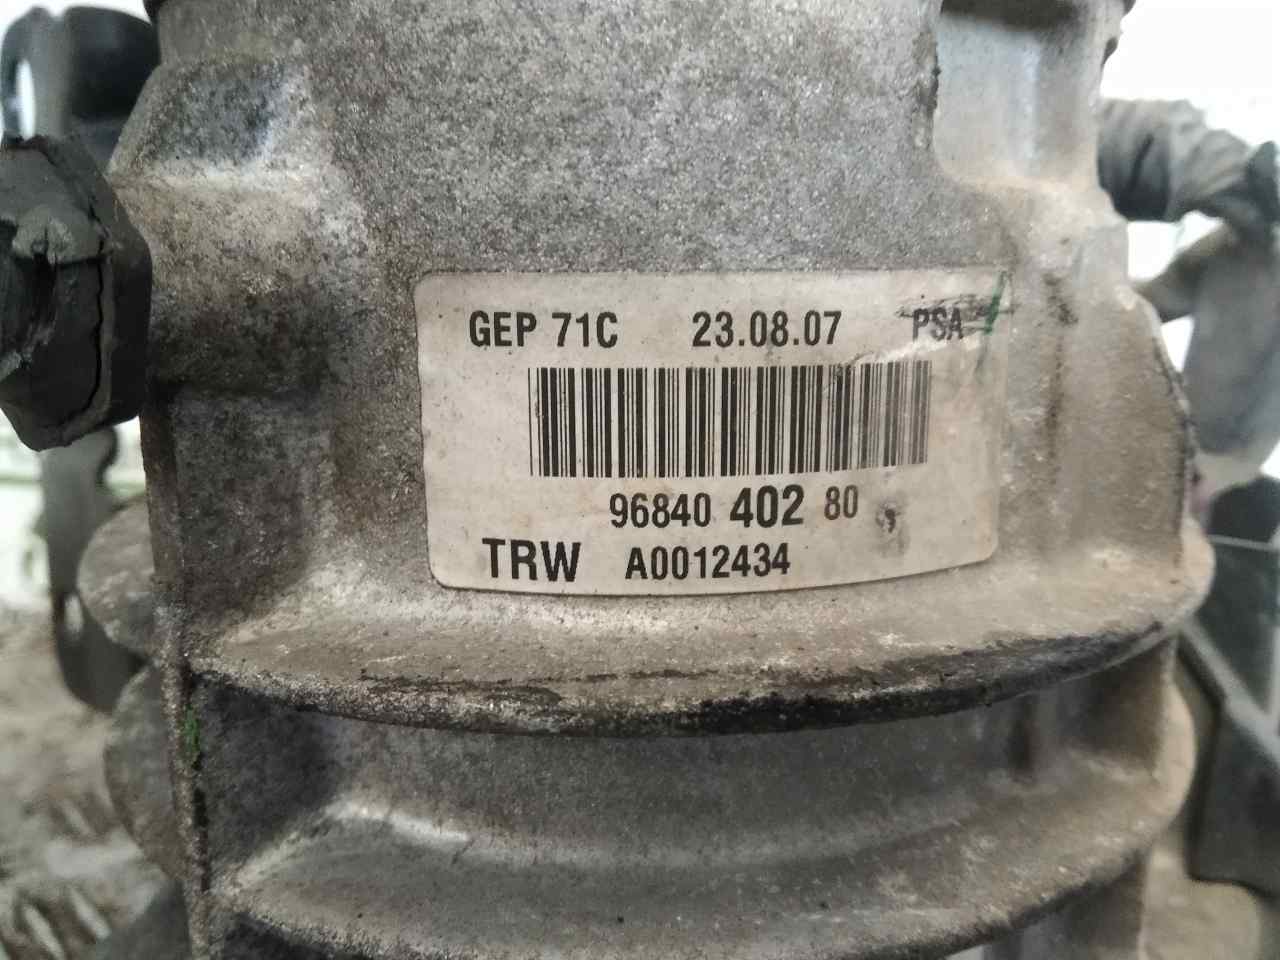 GEP 71C 23.08.07 PSA
96840 402 80
TRW A0012434